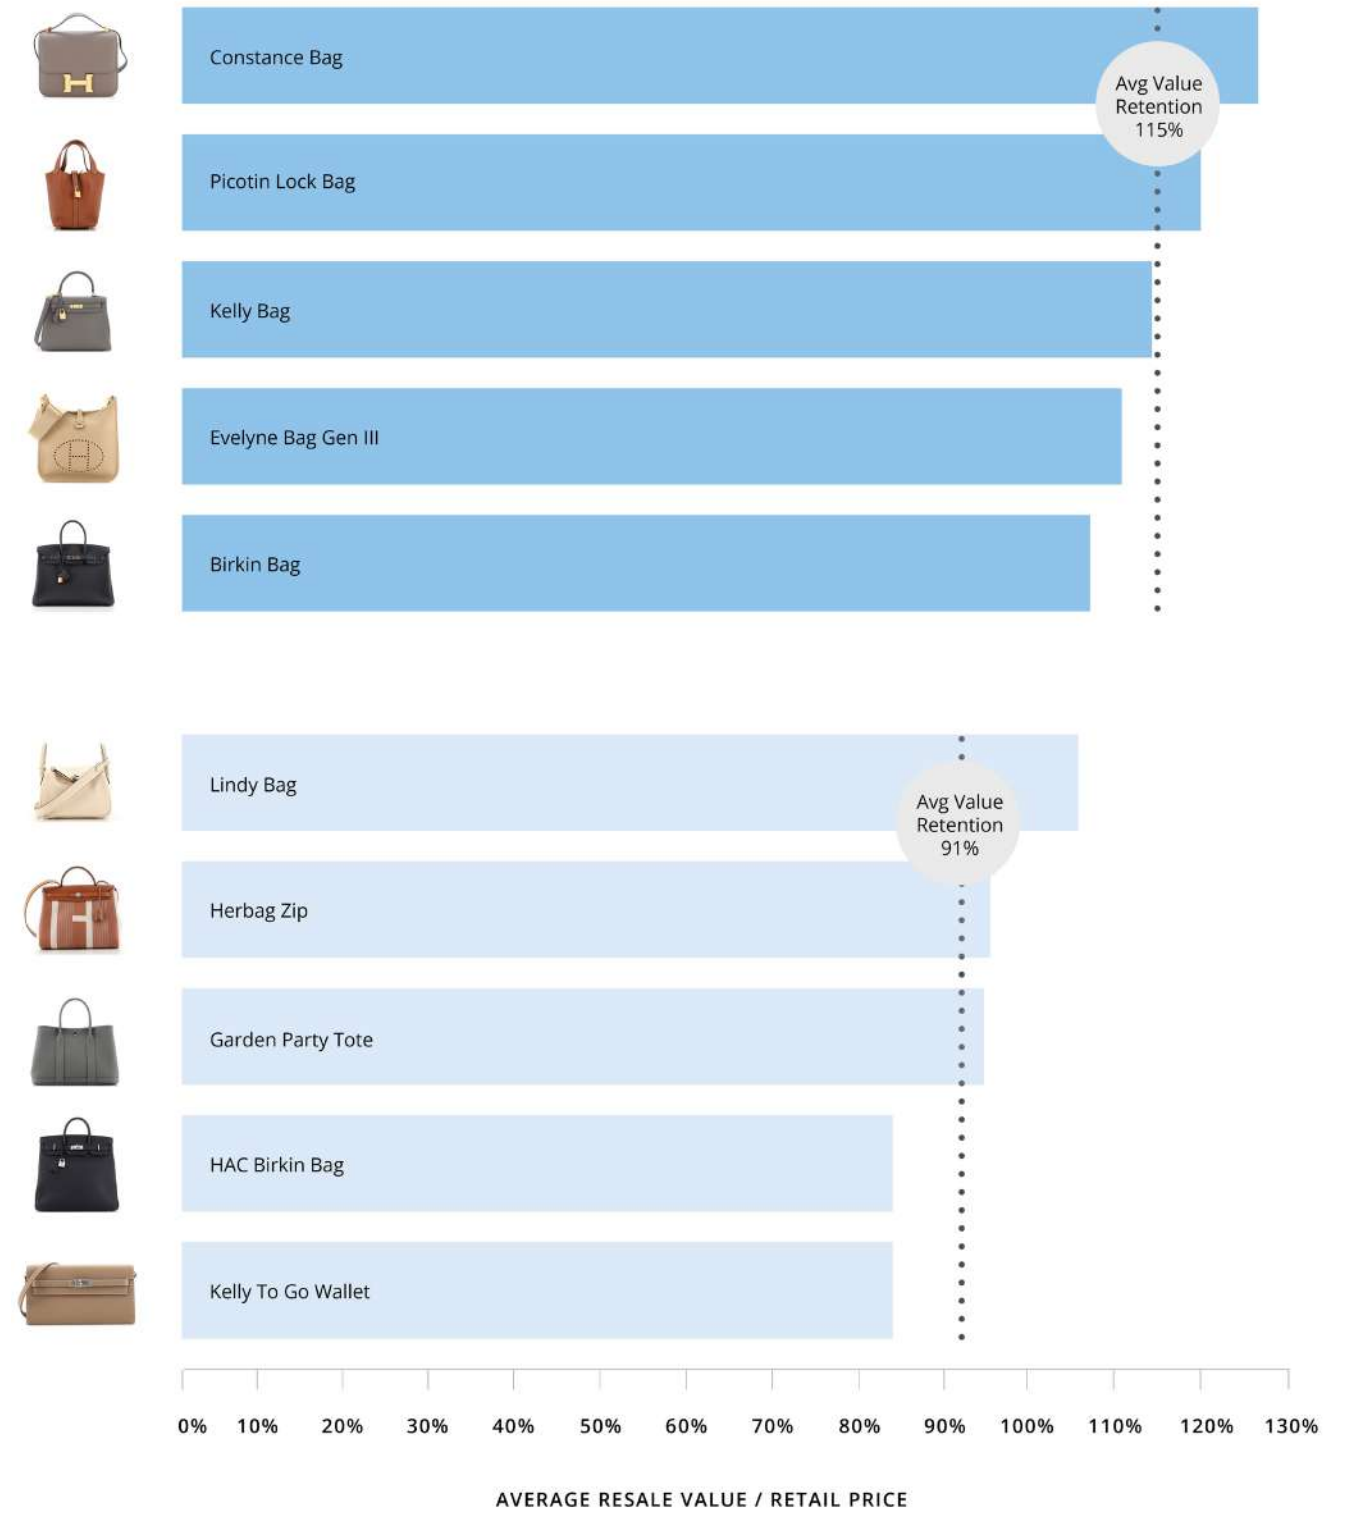 Constance Bag
Avg Value
Retention
115%
Picotin Lock Bag
Kelly Bag
Evelyne Bag Gen III
Birkin Bag
Lindy Bag
Avg Value
Retention
91%
Herbag Zip
Garden Party Tote
HAC Birkin Bag
Kelly To Go Wallet
0% 10% 20% 30% 40% 50% 60% 70% 80% 90% 100% 110% 120% 130%
AVERAGE RESALE VALUE / RETAIL PRICE